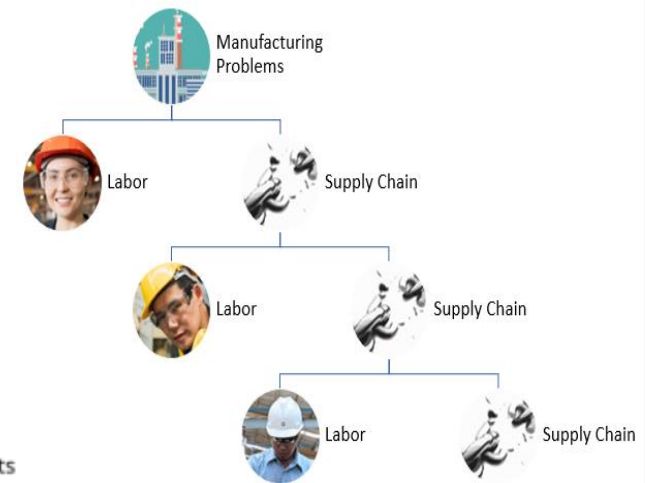 Manufacturing
Problems
Labor
Supply Chain
Labor
Supply Chain
Labor
Supply Chain